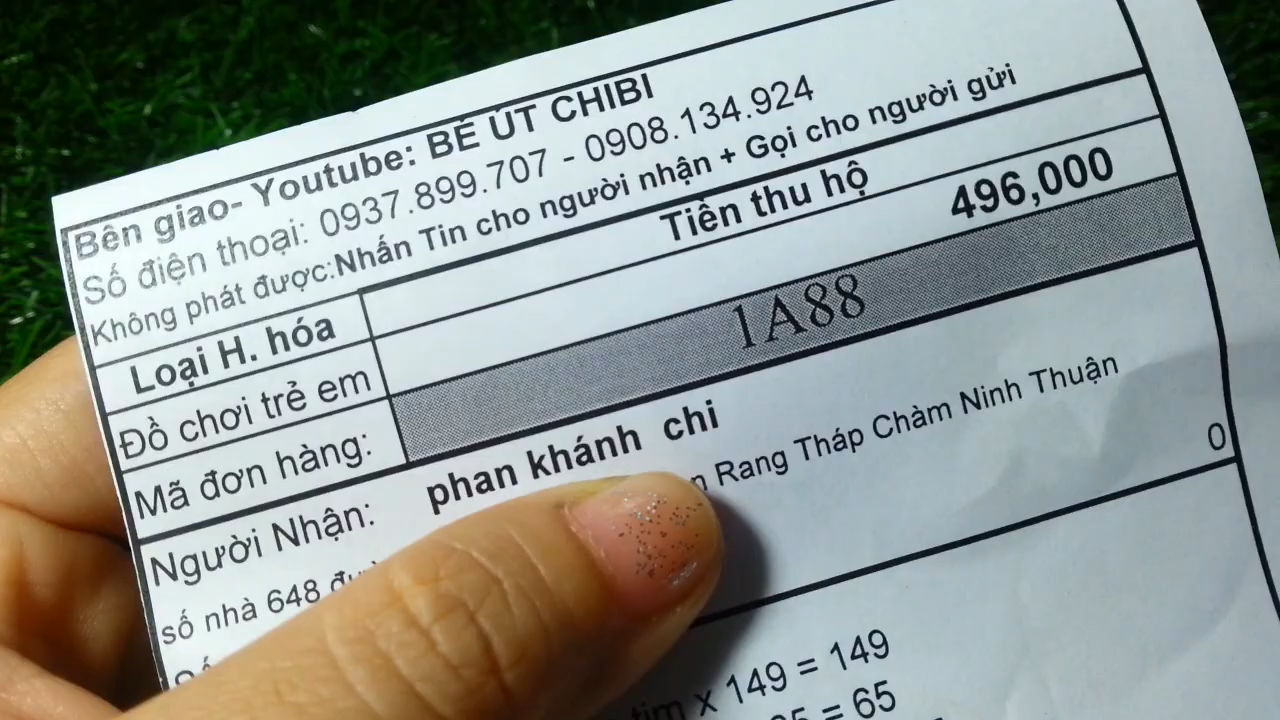 Bên giao- Youtube: BÉ ÚT CHIBI
Số điện thoại: 0937.899.707 - 0908.134.924
Không phát được:Nhấn Tin cho người nhận + Gọi cho người gửi
Loại H. hóa Tiền thu hộ
Đồ chơi trẻ em 496,000
Mã đơn hàng: 1A88
Người Nhận: phan khánh chi
số nhà 648 Rang Tháp Chàm Ninh Thuận
0
x 149 = 149
= 65